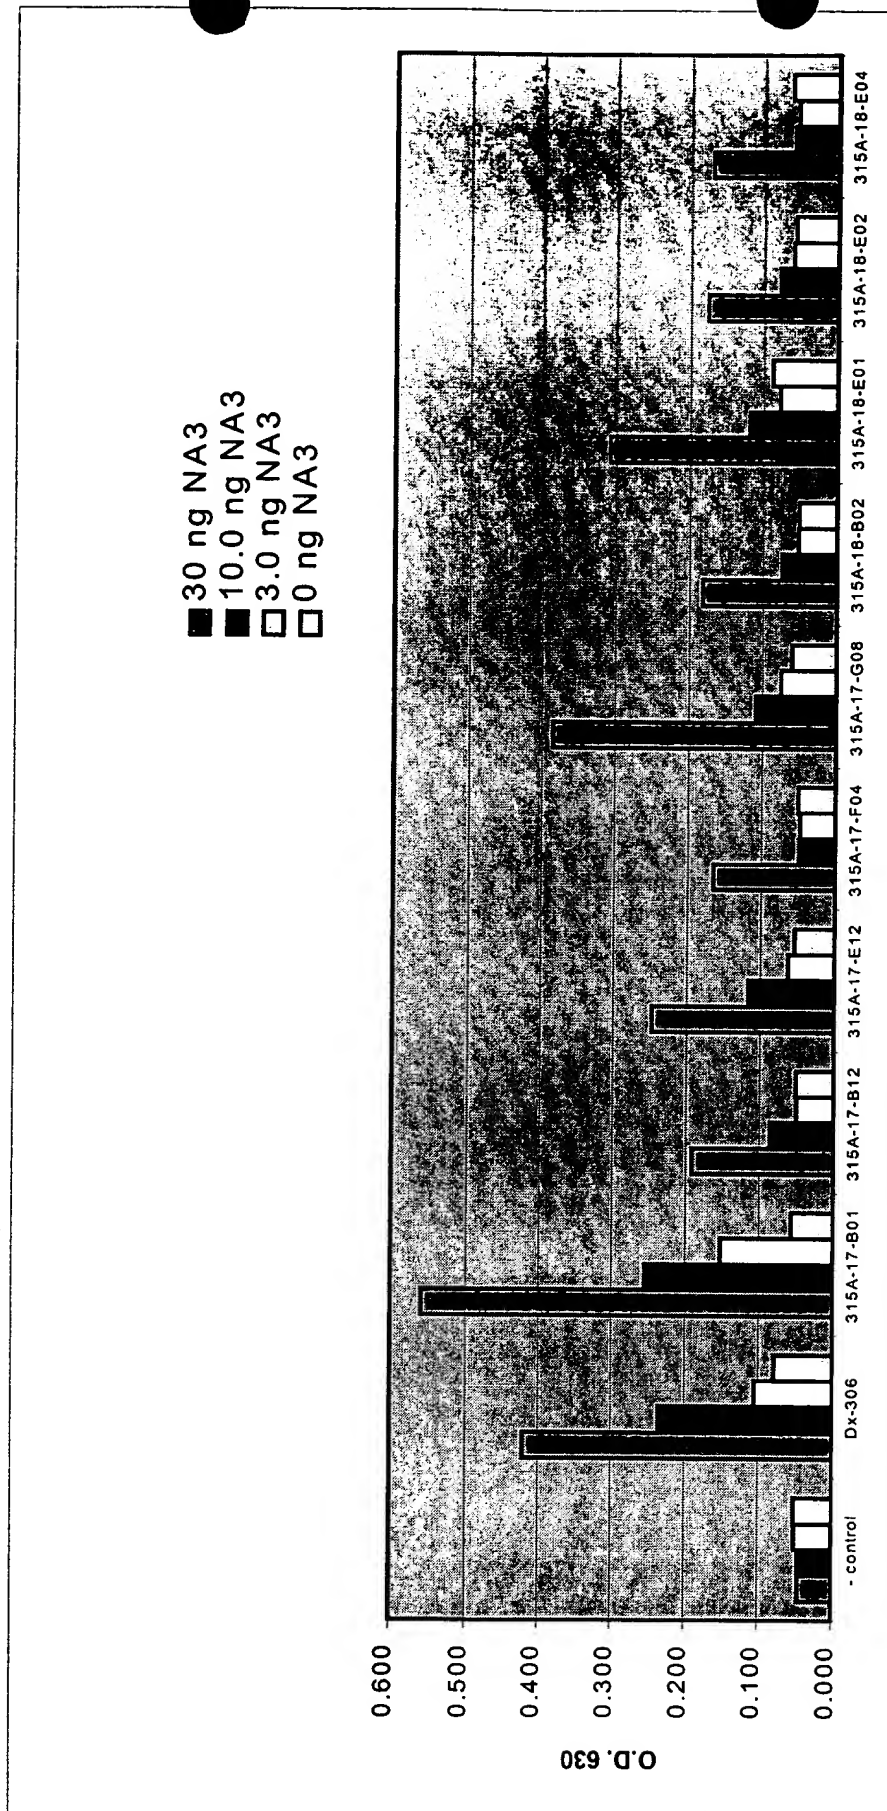 30 ng NA3
10.0 ng NA3
3.0 ng NA3
0 ng NA3
0.600
0.500
0.400
0.300
0.200
0.100
0.000
O.D. 630
- control
Dx-306
315A-17-B01
315A-17-B12
315A-17-E12
315A-17-F04
315A-17-G08
315A-18-B02
315A-18-E01
315A-18-E02
315A-18-E04